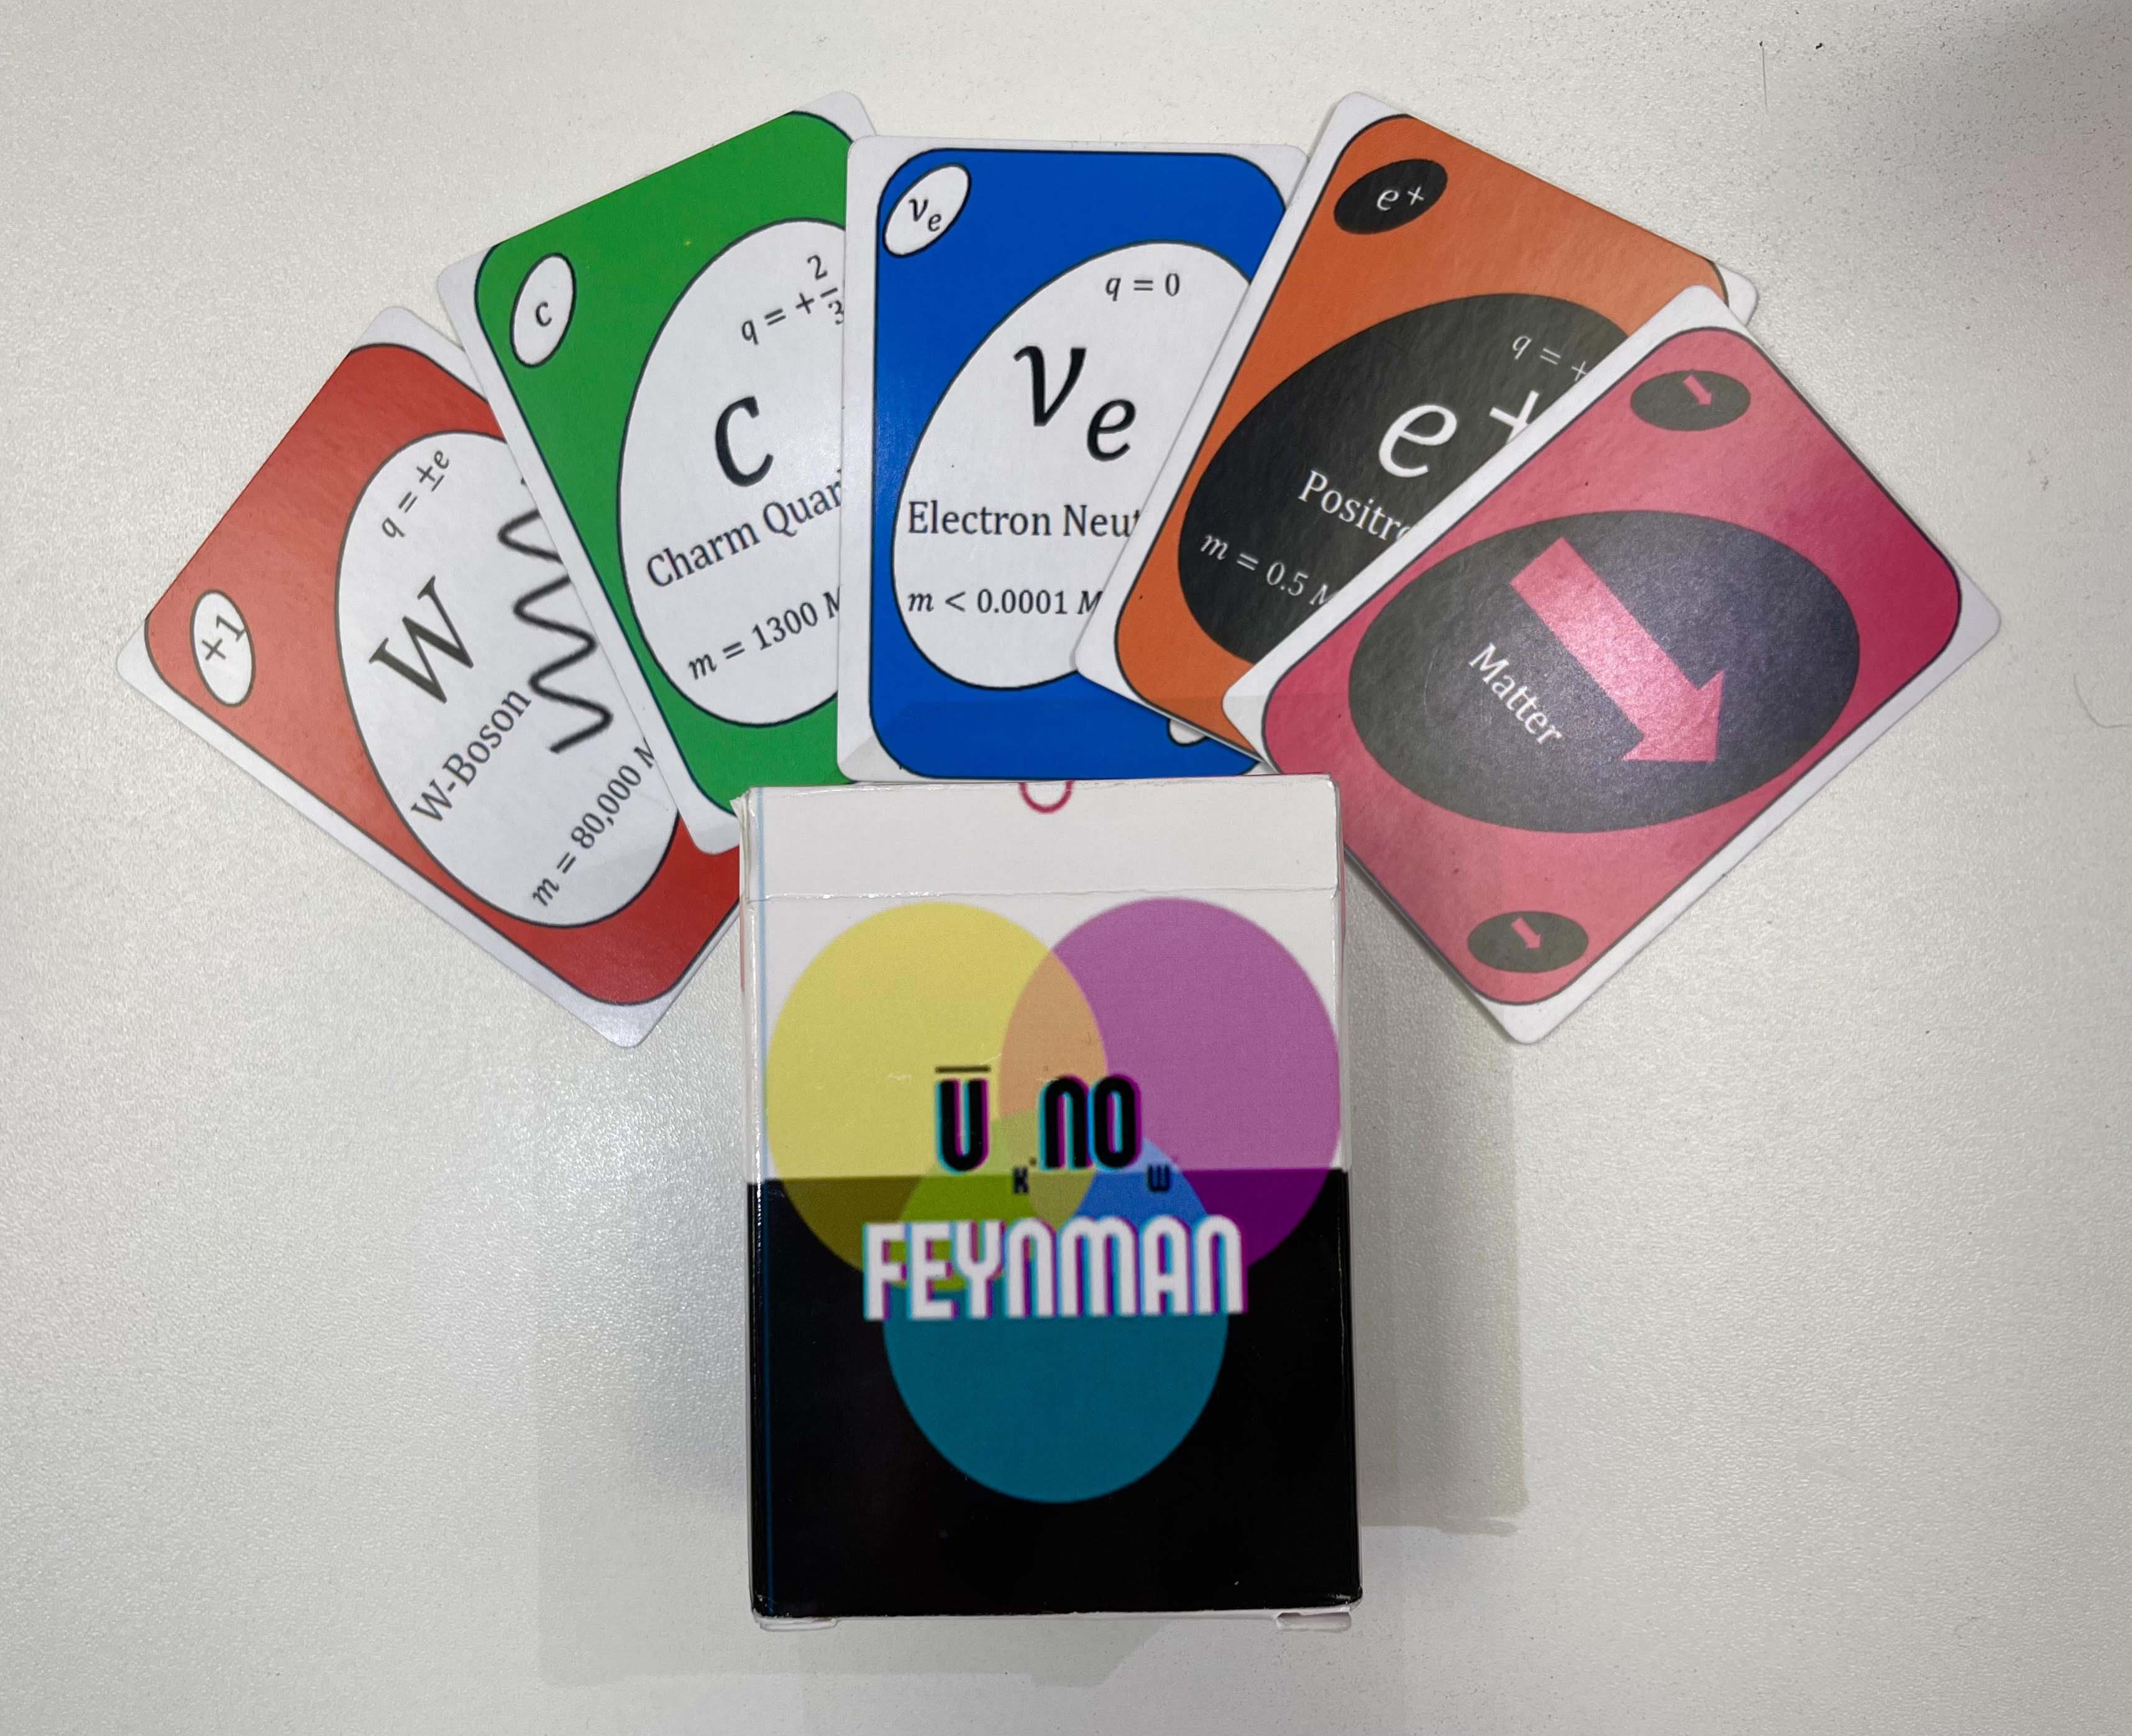 +1
q = ±e
W
W-Boson
m = 80,000 M
c
q = +2/3
c
Charm Quar
m = 1300 M
νe
q = 0
νe
Electron Neut
m < 0.0001 M
e+
q = +
e+
Positro
m = 0.5 M
Matter
U̅ K NO W
FEYNMAN